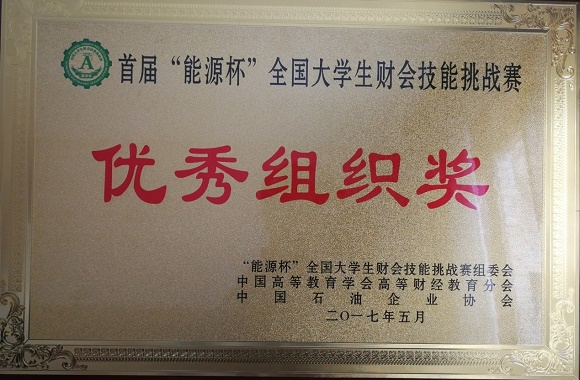 首届“能源杯”全国大学生财会技能挑战赛
优秀组织奖
“能源杯”全国大学生财会技能挑战赛组委会
中国高等教育学会高等财经教育分会
中国石油企业协会
二〇一七年五月